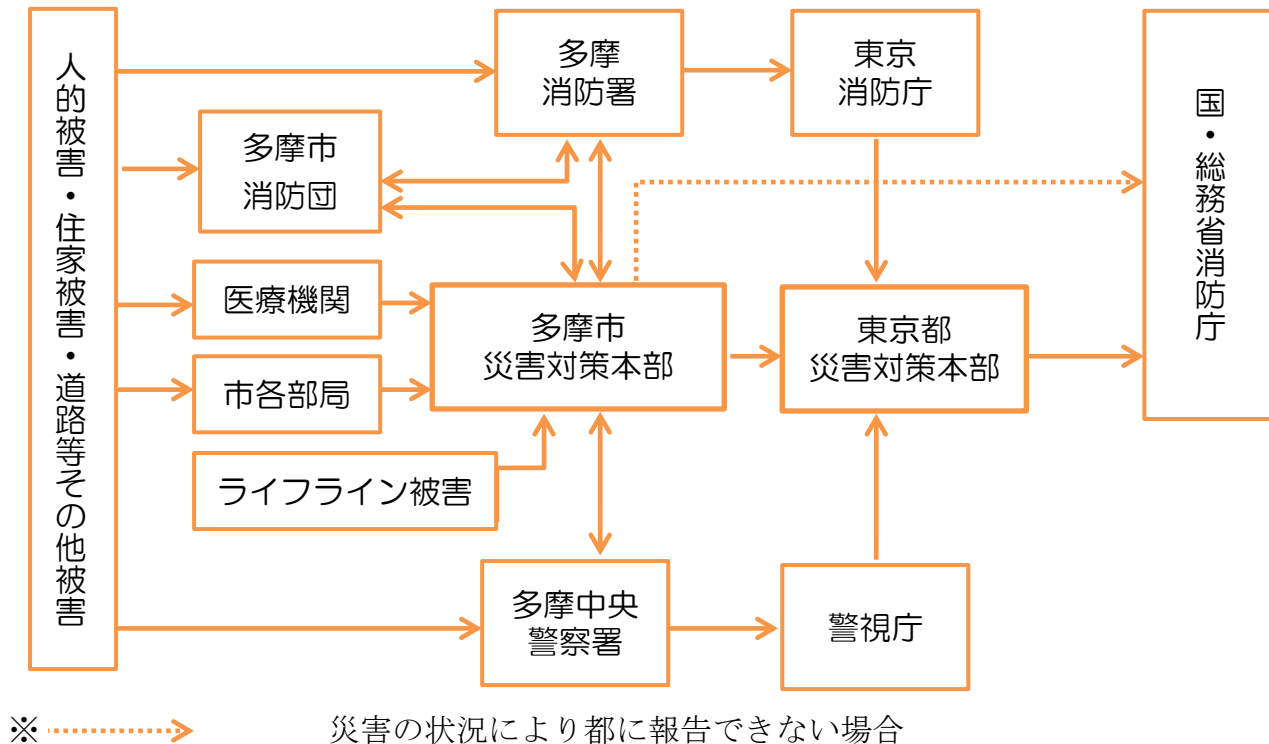 人的被害・住家被害・道路等その他被害
多摩
消防署
東京
消防庁
国・総務省消防庁
多摩市
消防団
医療機関
多摩市
災害対策本部
東京都
災害対策本部
市各部局
ライフライン被害
多摩中央
警察署
警視庁
※ 災害の状況により都に報告できない場合